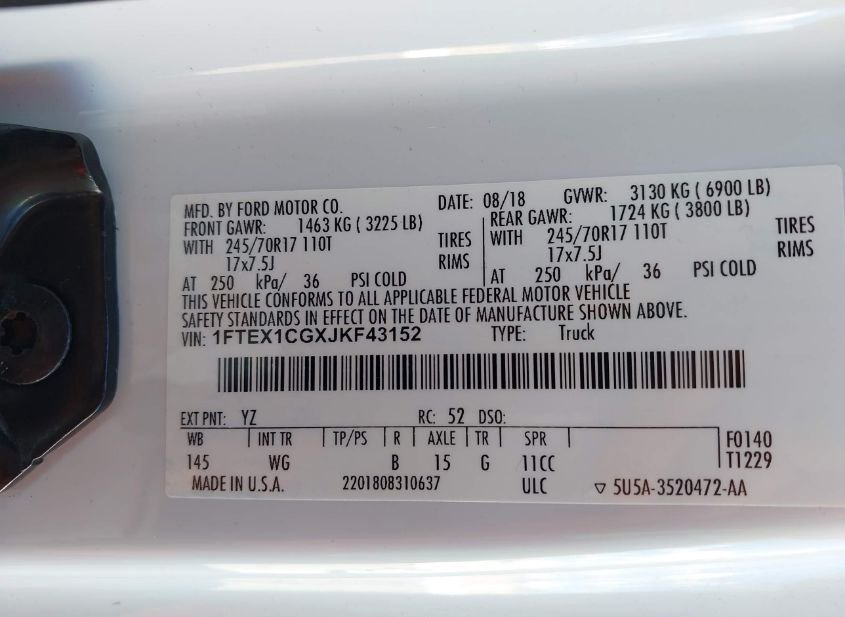 MFD. BY FORD MOTOR CO. DATE: 08/18 GVWR: 3130 KG ( 6900 LB)
FRONT GAWR: 1463 KG ( 3225 LB) REAR GAWR: 1724 KG ( 3800 LB)
WITH 245/70R17 110T TIRES WITH 245/70R17 110T TIRES
17x7.5J RIMS 17x7.5J RIMS
AT 250 kPa/ 36 PSI COLD AT 250 kPa/ 36 PSI COLD
THIS VEHICLE CONFORMS TO ALL APPLICABLE FEDERAL MOTOR VEHICLE
SAFETY STANDARDS IN EFFECT ON THE DATE OF MANUFACTURE SHOWN ABOVE.
VIN: 1FTEX1CGXJKF43152 TYPE: Truck
EXT PNT: YZ RC: 52 DSO:
WB INT TR TP/PS R AXLE TR SPR F0140
145 WG B 15 G 11CC T1229
MADE IN U.S.A. 2201808310637 ULC ▽ 5U5A-3520472-AA